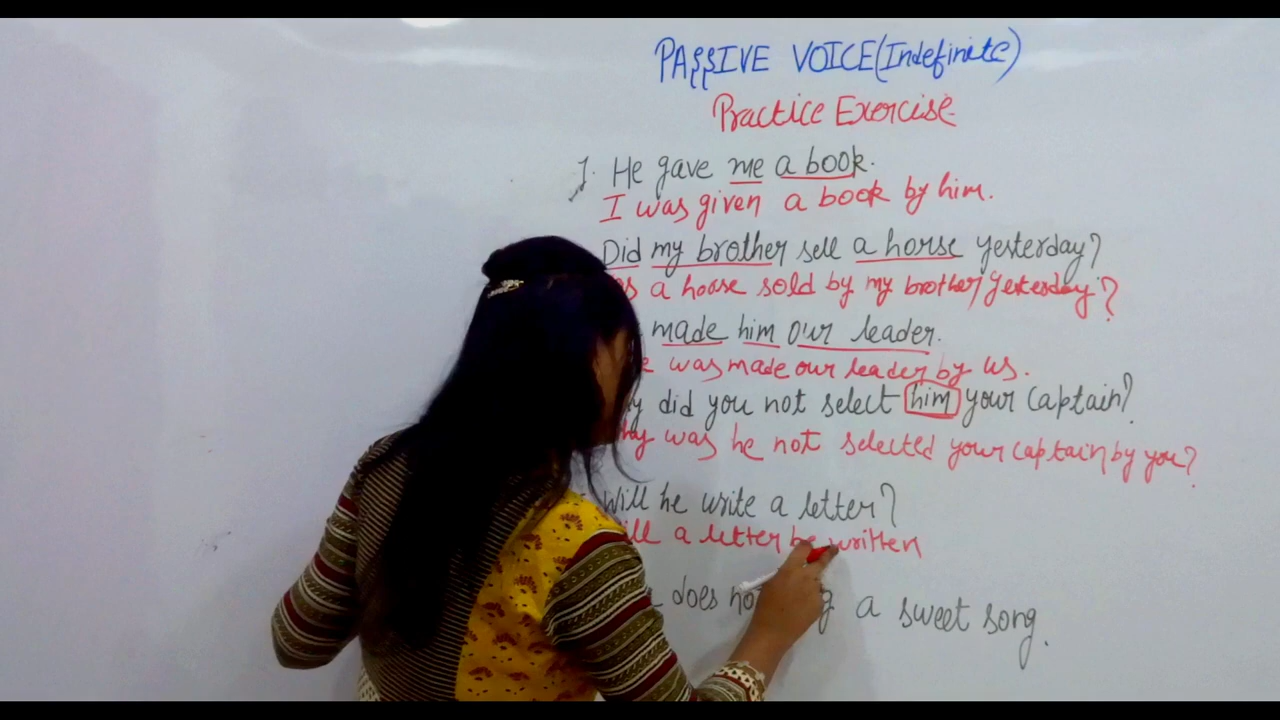 PASSIVE VOICE(Indefinite)
Practice Exercise
1. He gave me a book.
I was given a book by him.
Did my brother sell a horse yesterday?
a horse sold by my brother yesterday?
made him our leader.
was made our leader by us.
did you not select him your captain?
was he not selected your captain by you?
Will he write a letter?
a letter be written
does a sweet song.